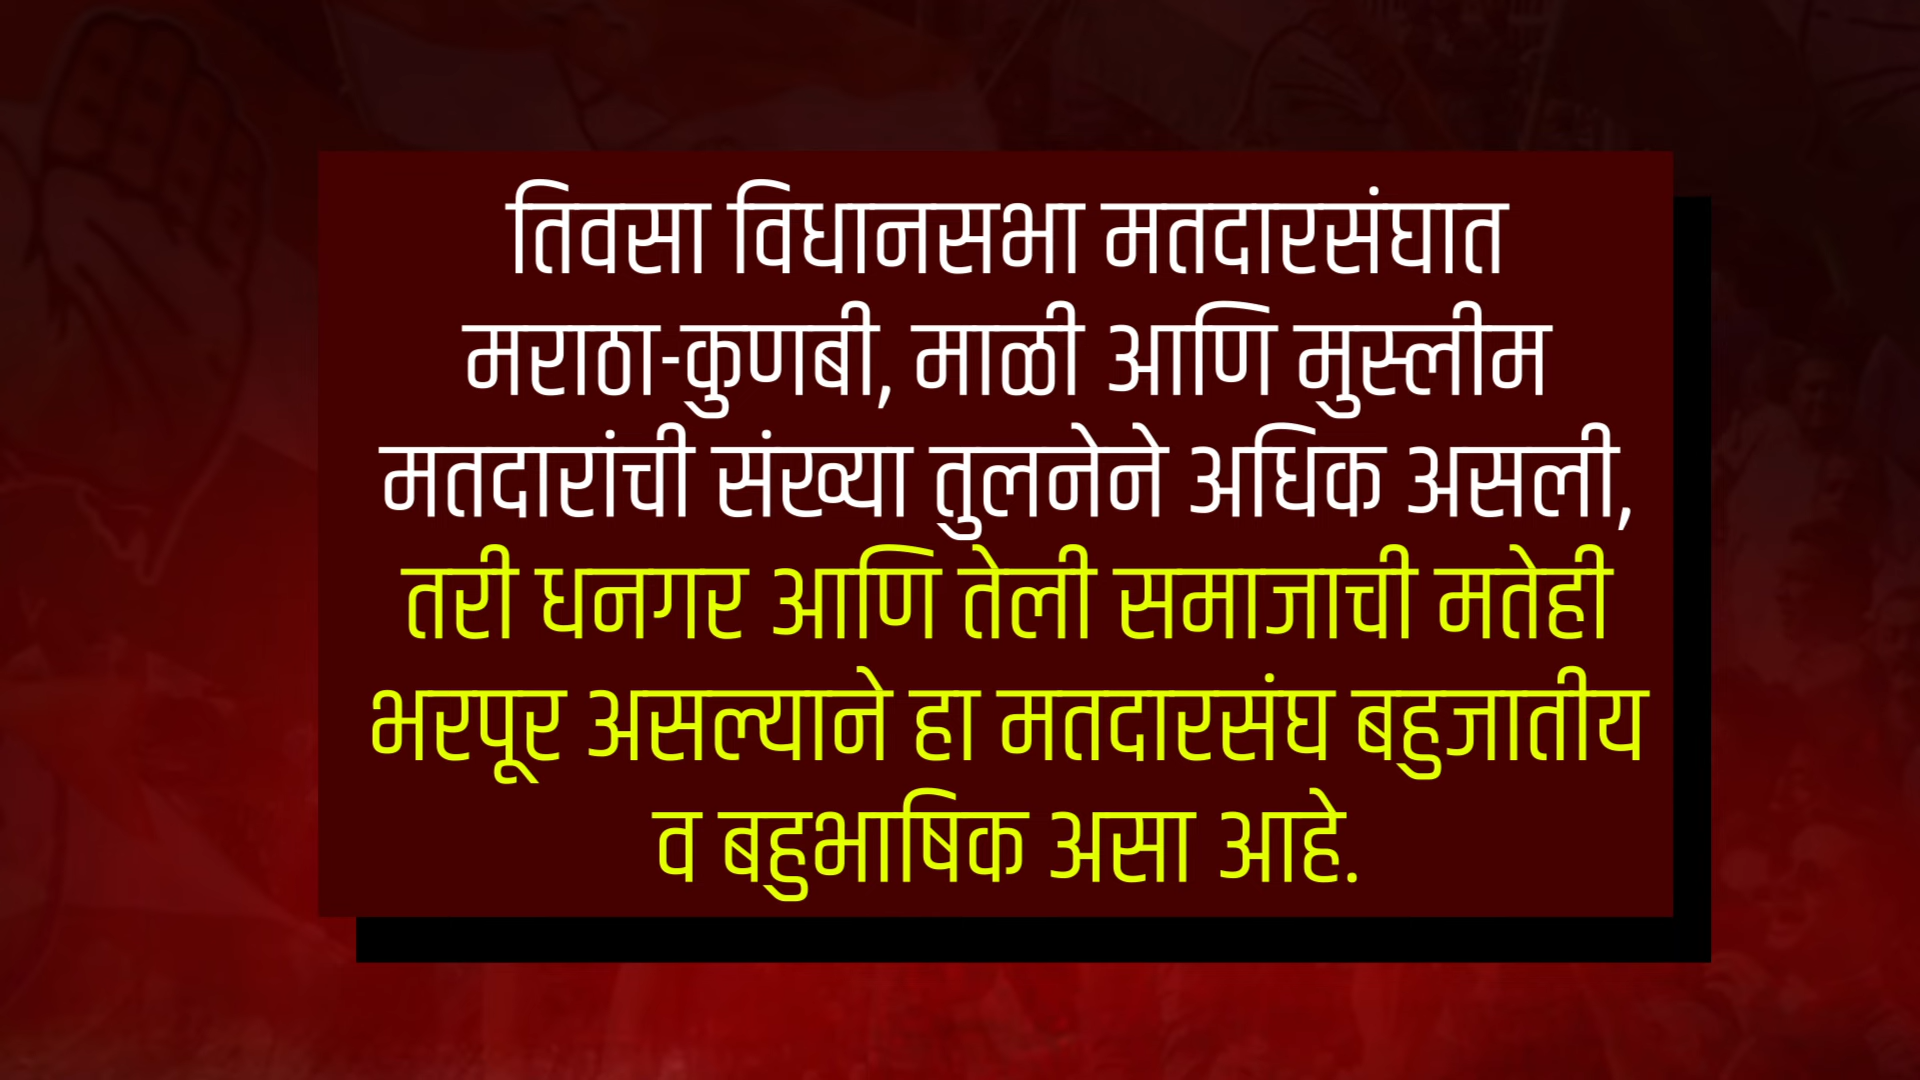 तिवसा विधानसभा मतदारसंघात
मराठा-कुणबी, माळी आणि मुस्लीम
मतदारांची संख्या तुलनेने अधिक असली,
तरी धनगर आणि तेली समाजाची मतेही
भरपूर असल्याने हा मतदारसंघ बहुजातीय
व बहुभाषिक असा आहे.